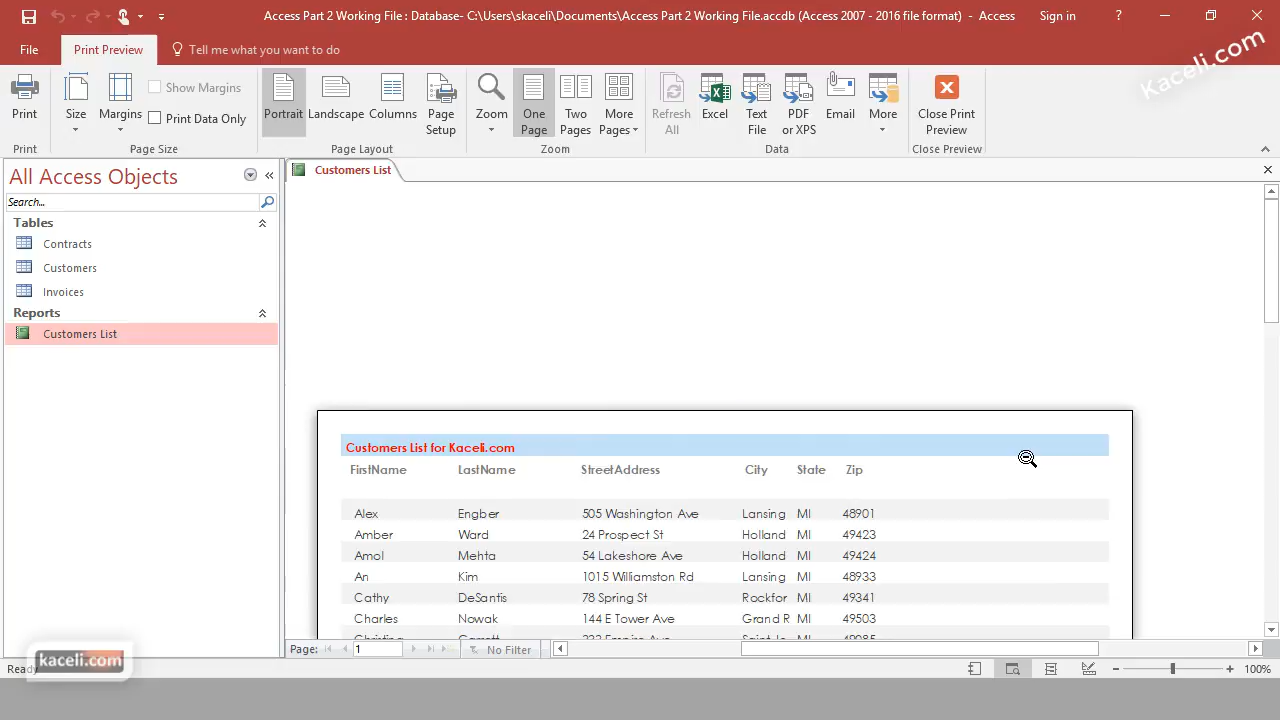 Access Part 2 Working File : Database- C:\Users\skaceli\Documents\Access Part 2 Working File.accdb (Access 2007 - 2016 file format) - Access
Sign in
?
File
Print Preview
Tell me what you want to do
Kaceli.com
Print
Size
Margins
Show Margins
Print Data Only
Portrait
Landscape
Columns
Page Setup
Zoom
One Page
Two Pages
More Pages
Refresh All
Excel
Text File
PDF or XPS
Email
More
Close Print Preview
Print
Page Size
Page Layout
Zoom
Data
Close Preview
All Access Objects
Search...
Tables
Contracts
Customers
Invoices
Reports
Customers List
Customers List
Customers List for Kaceli.com
FirstName LastName StreetAddress City State Zip
Alex Engber 505 Washington Ave Lansing MI 48901
Amber Ward 24 Prospect St Holland MI 49423
Amol Mehta 54 Lakeshore Ave Holland MI 49424
An Kim 1015 Williamston Rd Lansing MI 48933
Cathy DeSantis 78 Spring St Rockfor MI 49341
Charles Nowak 144 E Tower Ave Grand R MI 49503
Page: 1 No Filter
Ready
100%
kaceli.com